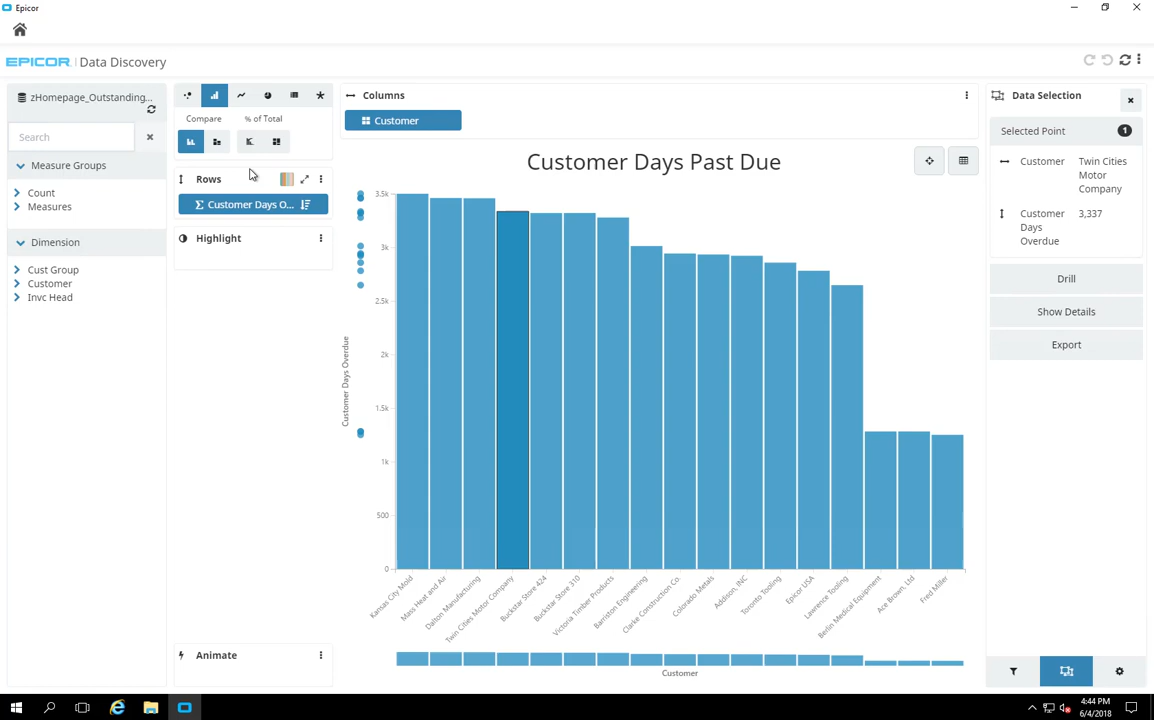 Epicor
EPICOR | Data Discovery
zHomepage_Outstanding...
Search
Measure Groups
Count
Measures
Dimension
Cust Group
Customer
Invc Head
Compare
% of Total
Rows
Σ Customer Days O...
Highlight
Animate
Columns
Customer
Customer Days Past Due
Customer Days Overdue
3.5k
3k
2.5k
2k
1.5k
1k
500
0
Kansas City Mold
Mass Heat and Air
Dalton Manufacturing
Twin Cities Motor Company
Buckstar Store 424
Buckstar Store 310
Victoria Timber Products
Barriston Engineering
Clarke Construction Co.
Colorado Metals
Addison, INC
Toronto Tooling
Epicor USA
Lawrence Tooling
Berlin Medical Equipment
Ace Brown, Ltd
Fred Miller
Customer
Data Selection
Selected Point
1
Customer
Twin Cities
Motor
Company
Customer
Days
Overdue
3,337
Drill
Show Details
Export
4:44 PM
6/4/2018